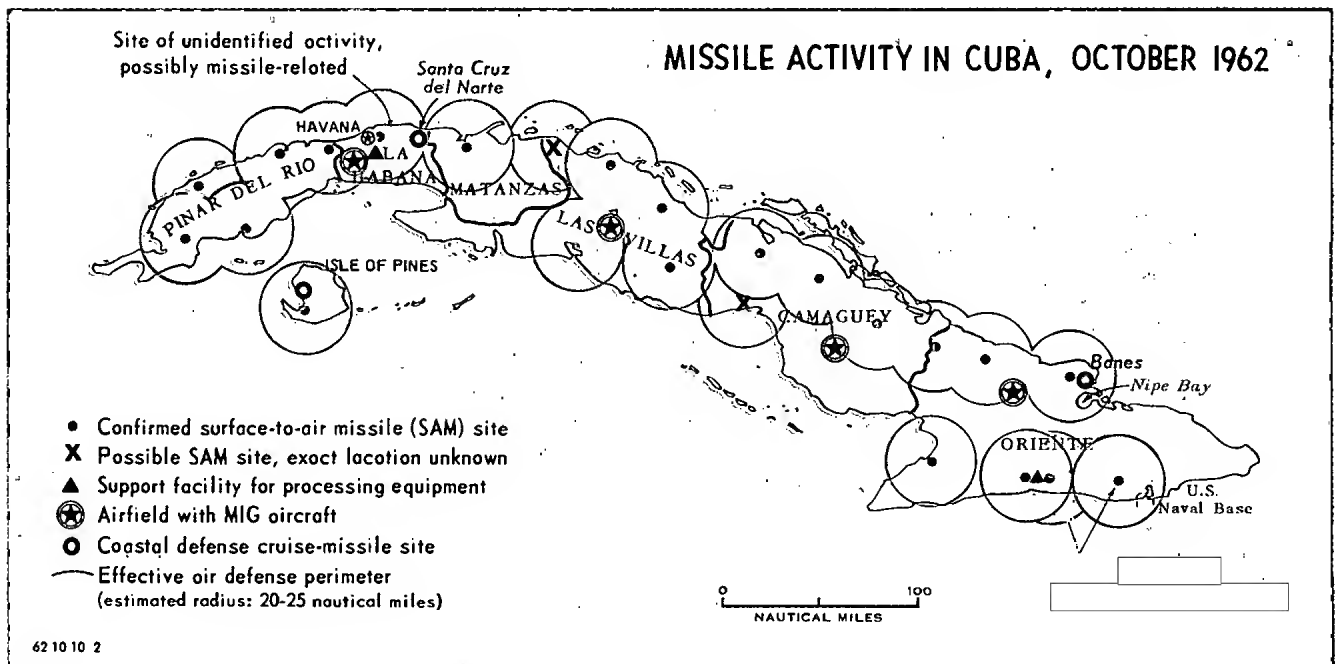 MISSILE ACTIVITY IN CUBA, OCTOBER 1962
Site of unidentified octivity,
possibly missile-reloted
Santa Cruz
del Narte
HAVANA
LA
HABANA
PINAR DEL RIO
MATANZAS
ISLE OF PINES
LAS VILLAS
CAMAGUEY
Banes
Nipe Bay
ORIENTE
U.S.
Naval Base
Confirmed surface-to-air missile (SAM) site
X Possible SAM site, exoct lacotion unknown
Support facility for processing equipment
Airfield with MIG oircraft
Coastal defense cruise-missile site
Effective oir defense perimeter
(estimated radius: 20-25 nautical miles)
0 100
NAUTICAL MILES
62 10 10 2